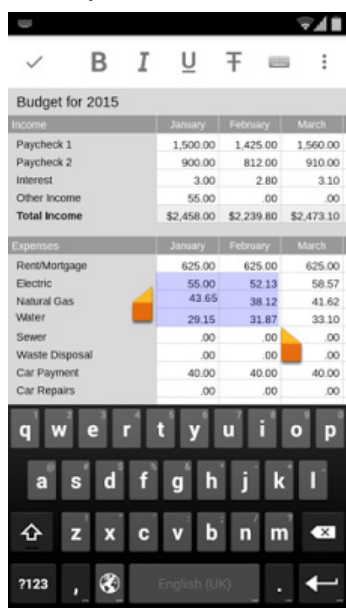 B I U T
Budget for 2015
Income January February March
Paycheck 1 1,500.00 1,425.00 1,560.00
Paycheck 2 900.00 812.00 910.00
Interest 3.00 2.80 3.10
Other Income 55.00 .00 .00
Total Income $2,458.00 $2,239.80 $2,473.10
Expenses January February March
Rent/Mortgage 625.00 625.00 625.00
Electric 55.00 52.13 58.57
Natural Gas 43.65 38.12 41.62
Water 29.15 31.87 33.10
Sewer .00 .00 .00
Waste Disposal .00 .00 .00
Car Payment 40.00 40.00 40.00
Car Repairs .00 .00 .00
q w e r t y u i o p
a s d f g h j k l
z x c v b n m
?123 , English (UK) .